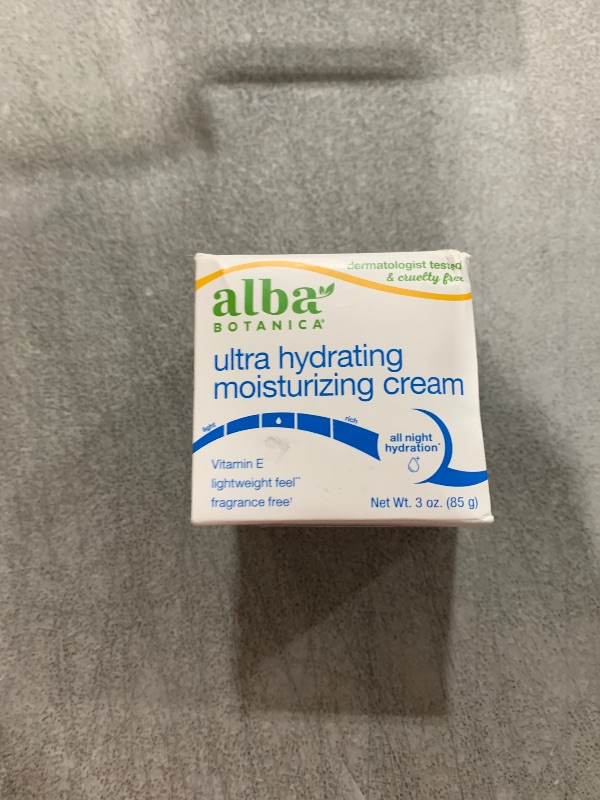 dermatologist tested
& cruelty free
alba
BOTANICA®
ultra hydrating
moisturizing cream
light
rich
all night
hydration*
Vitamin E
lightweight feel**
fragrance free†
Net Wt. 3 oz. (85 g)